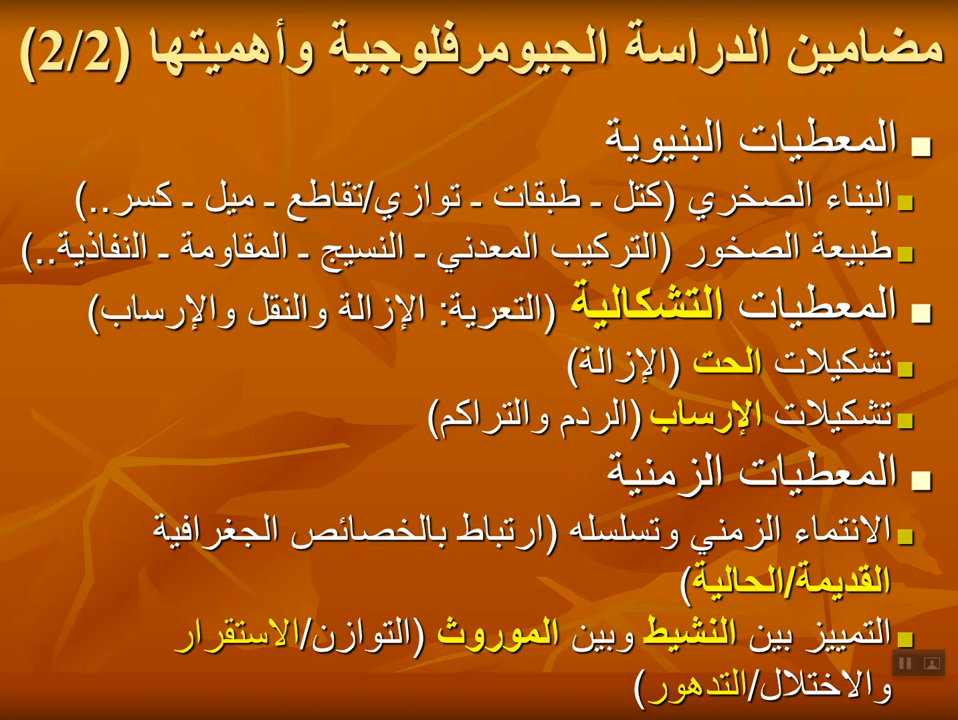 مضامين الدراسة الجيومرفلوجية وأهميتها (2/2)
المعطيات البنيوية
البناء الصخري (كتل ـ طبقات ـ توازي/تقاطع ـ ميل ـ كسر..)
طبيعة الصخور (التركيب المعدني ـ النسيج ـ المقاومة ـ النفاذية..)
المعطيات التشكالية (التعرية: الإزالة والنقل والإرساب)
تشكيلات الحت (الإزالة)
تشكيلات الإرساب (الردم والتراكم)
المعطيات الزمنية
الانتماء الزمني وتسلسله (ارتباط بالخصائص الجغرافية
القديمة/الحالية)
التمييز بين النشيط وبين الموروث (التوازن/الاستقرار
والاختلال/التدهور)